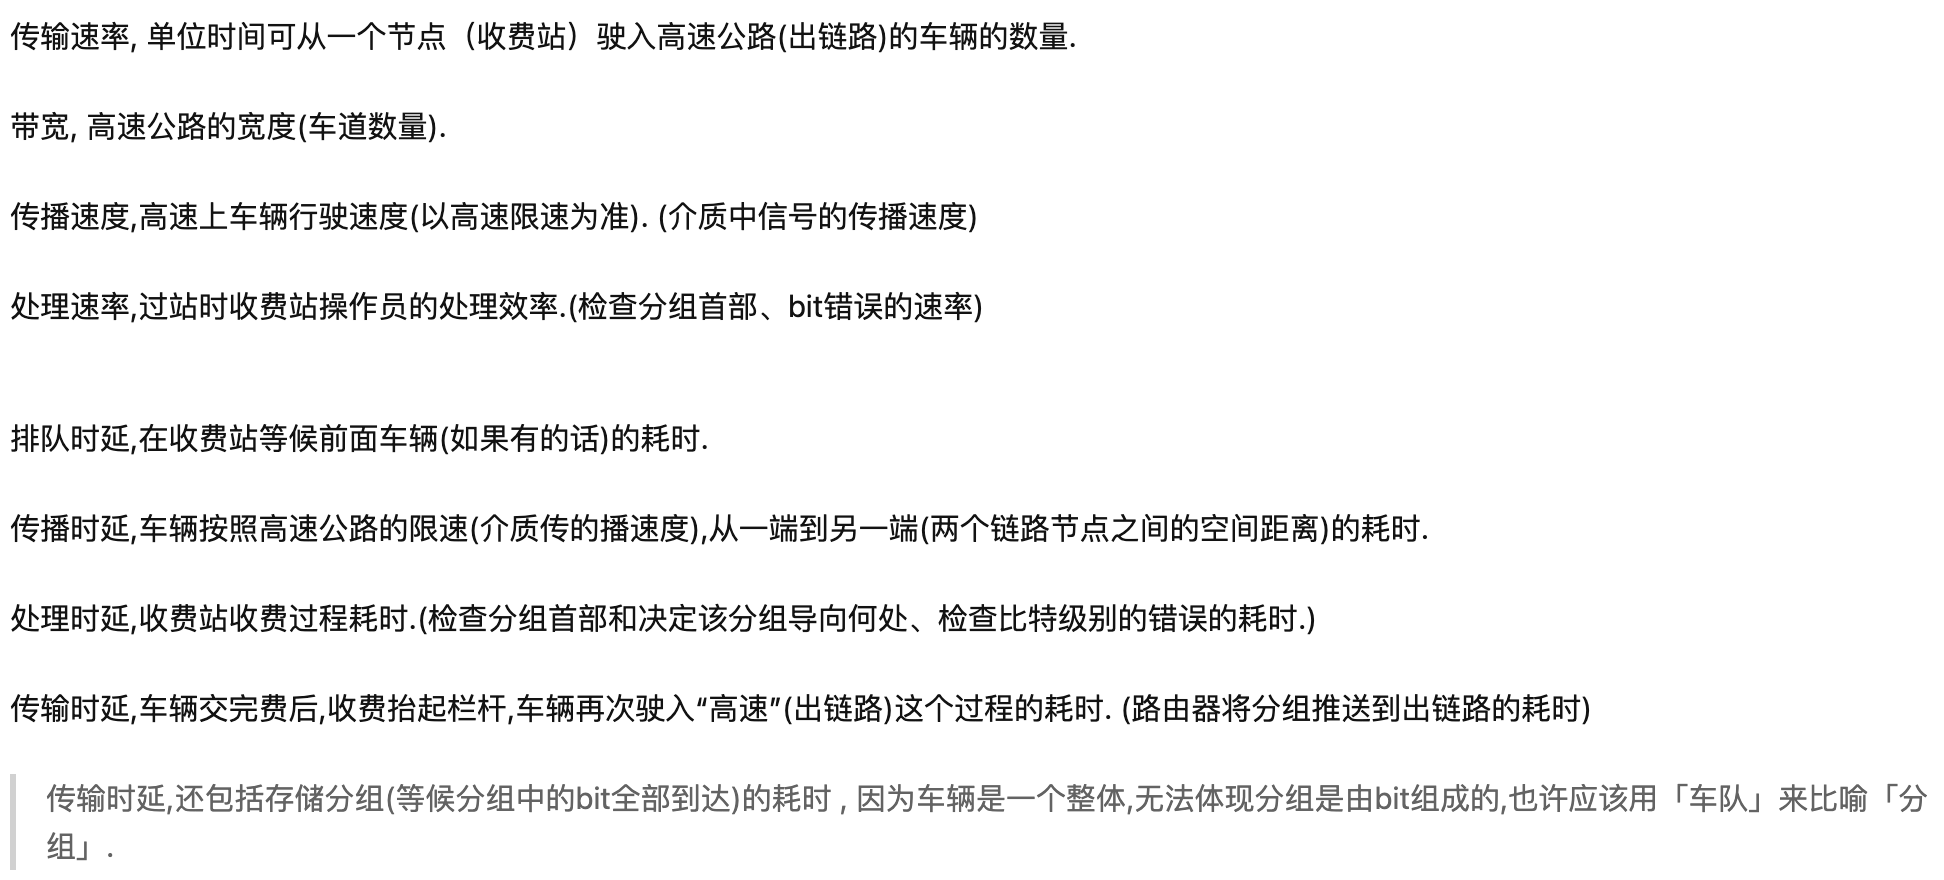 传输速率, 单位时间可从一个节点（收费站）驶入高速公路(出链路)的车辆的数量.
带宽, 高速公路的宽度(车道数量).
传播速度,高速上车辆行驶速度(以高速限速为准). (介质中信号的传播速度)
处理速率,过站时收费站操作员的处理效率.(检查分组首部、bit错误的速率)
排队时延,在收费站等候前面车辆(如果有的话)的耗时.
传播时延,车辆按照高速公路的限速(介质传的播速度),从一端到另一端(两个链路节点之间的空间距离)的耗时.
处理时延,收费站收费过程耗时.(检查分组首部和决定该分组导向何处、检查比特级别的错误的耗时.)
传输时延,车辆交完费后,收费抬起栏杆,车辆再次驶入“高速”(出链路)这个过程的耗时. (路由器将分组推送到出链路的耗时)
传输时延,还包括存储分组(等候分组中的bit全部到达)的耗时 , 因为车辆是一个整体,无法体现分组是由bit组成的,也许应该用「车队」来比喻「分
组」.